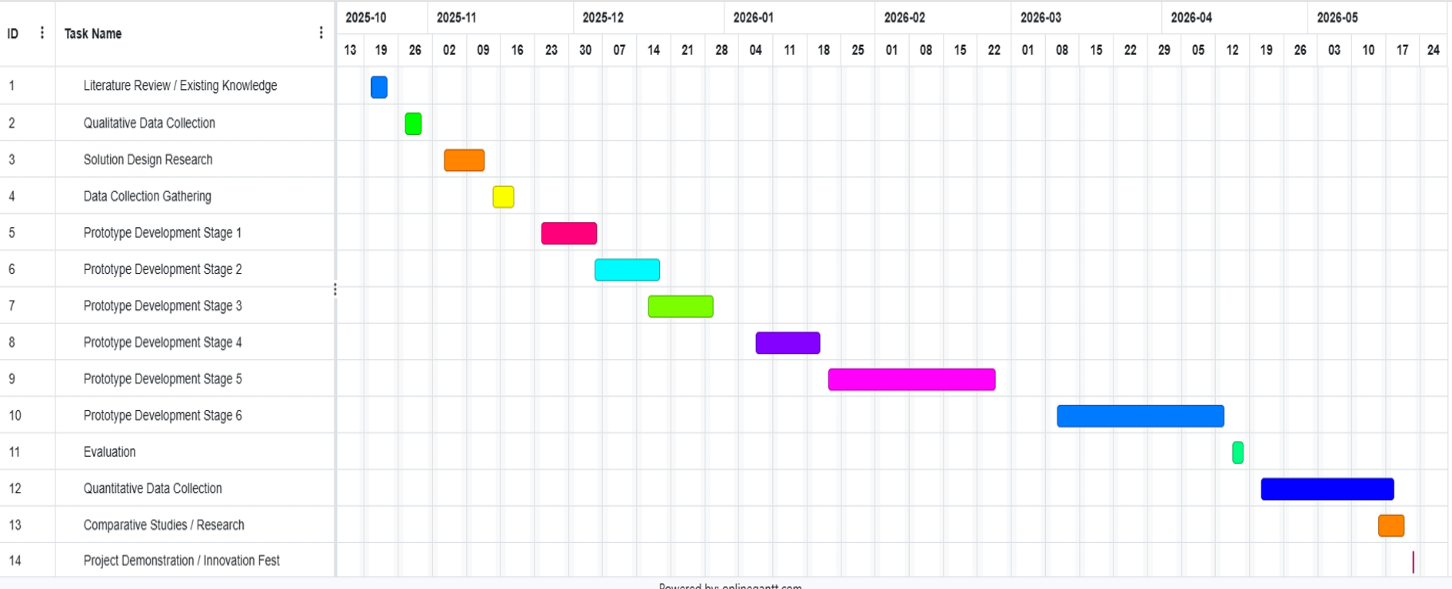 2025-10 2025-11 2025-12 2026-01 2026-02 2026-03 2026-04 2026-05
ID Task Name
13 19 26 02 09 16 23 30 07 14 21 28 04 11 18 25 01 08 15 22 01 08 15 22 29 05 12 19 26 03 10 17 24
1 Literature Review / Existing Knowledge
2 Qualitative Data Collection
3 Solution Design Research
4 Data Collection Gathering
5 Prototype Development Stage 1
6 Prototype Development Stage 2
7 Prototype Development Stage 3
8 Prototype Development Stage 4
9 Prototype Development Stage 5
10 Prototype Development Stage 6
11 Evaluation
12 Quantitative Data Collection
13 Comparative Studies / Research
14 Project Demonstration / Innovation Fest
Powered by: onlinegantt.com